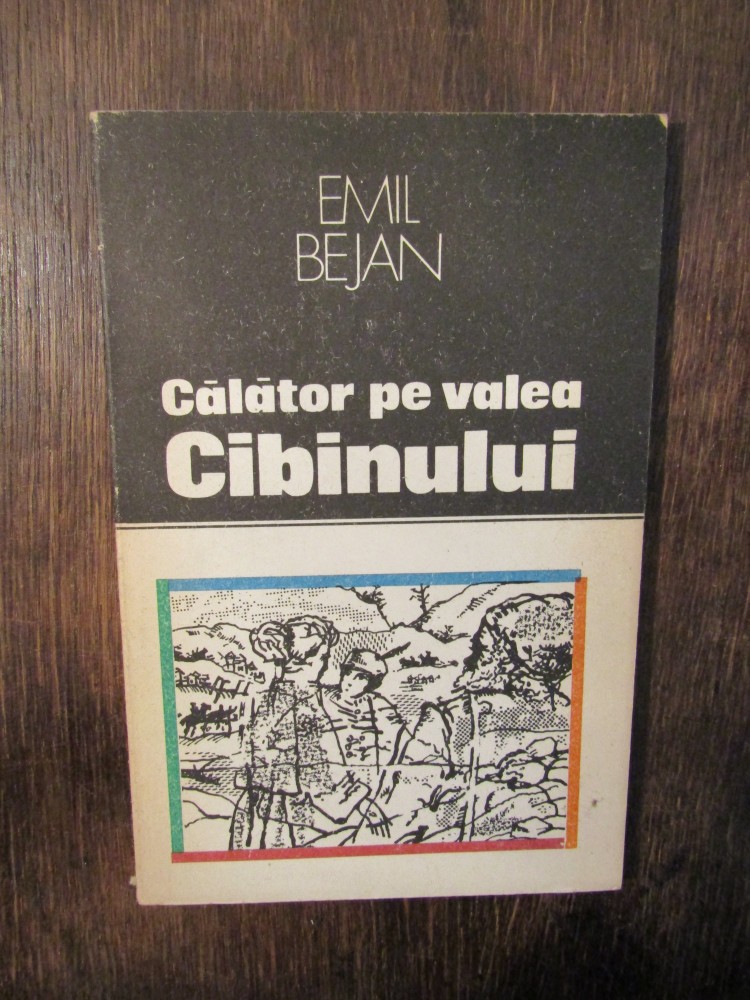 EMIL
BEJAN
Călător pe valea
Cibinului